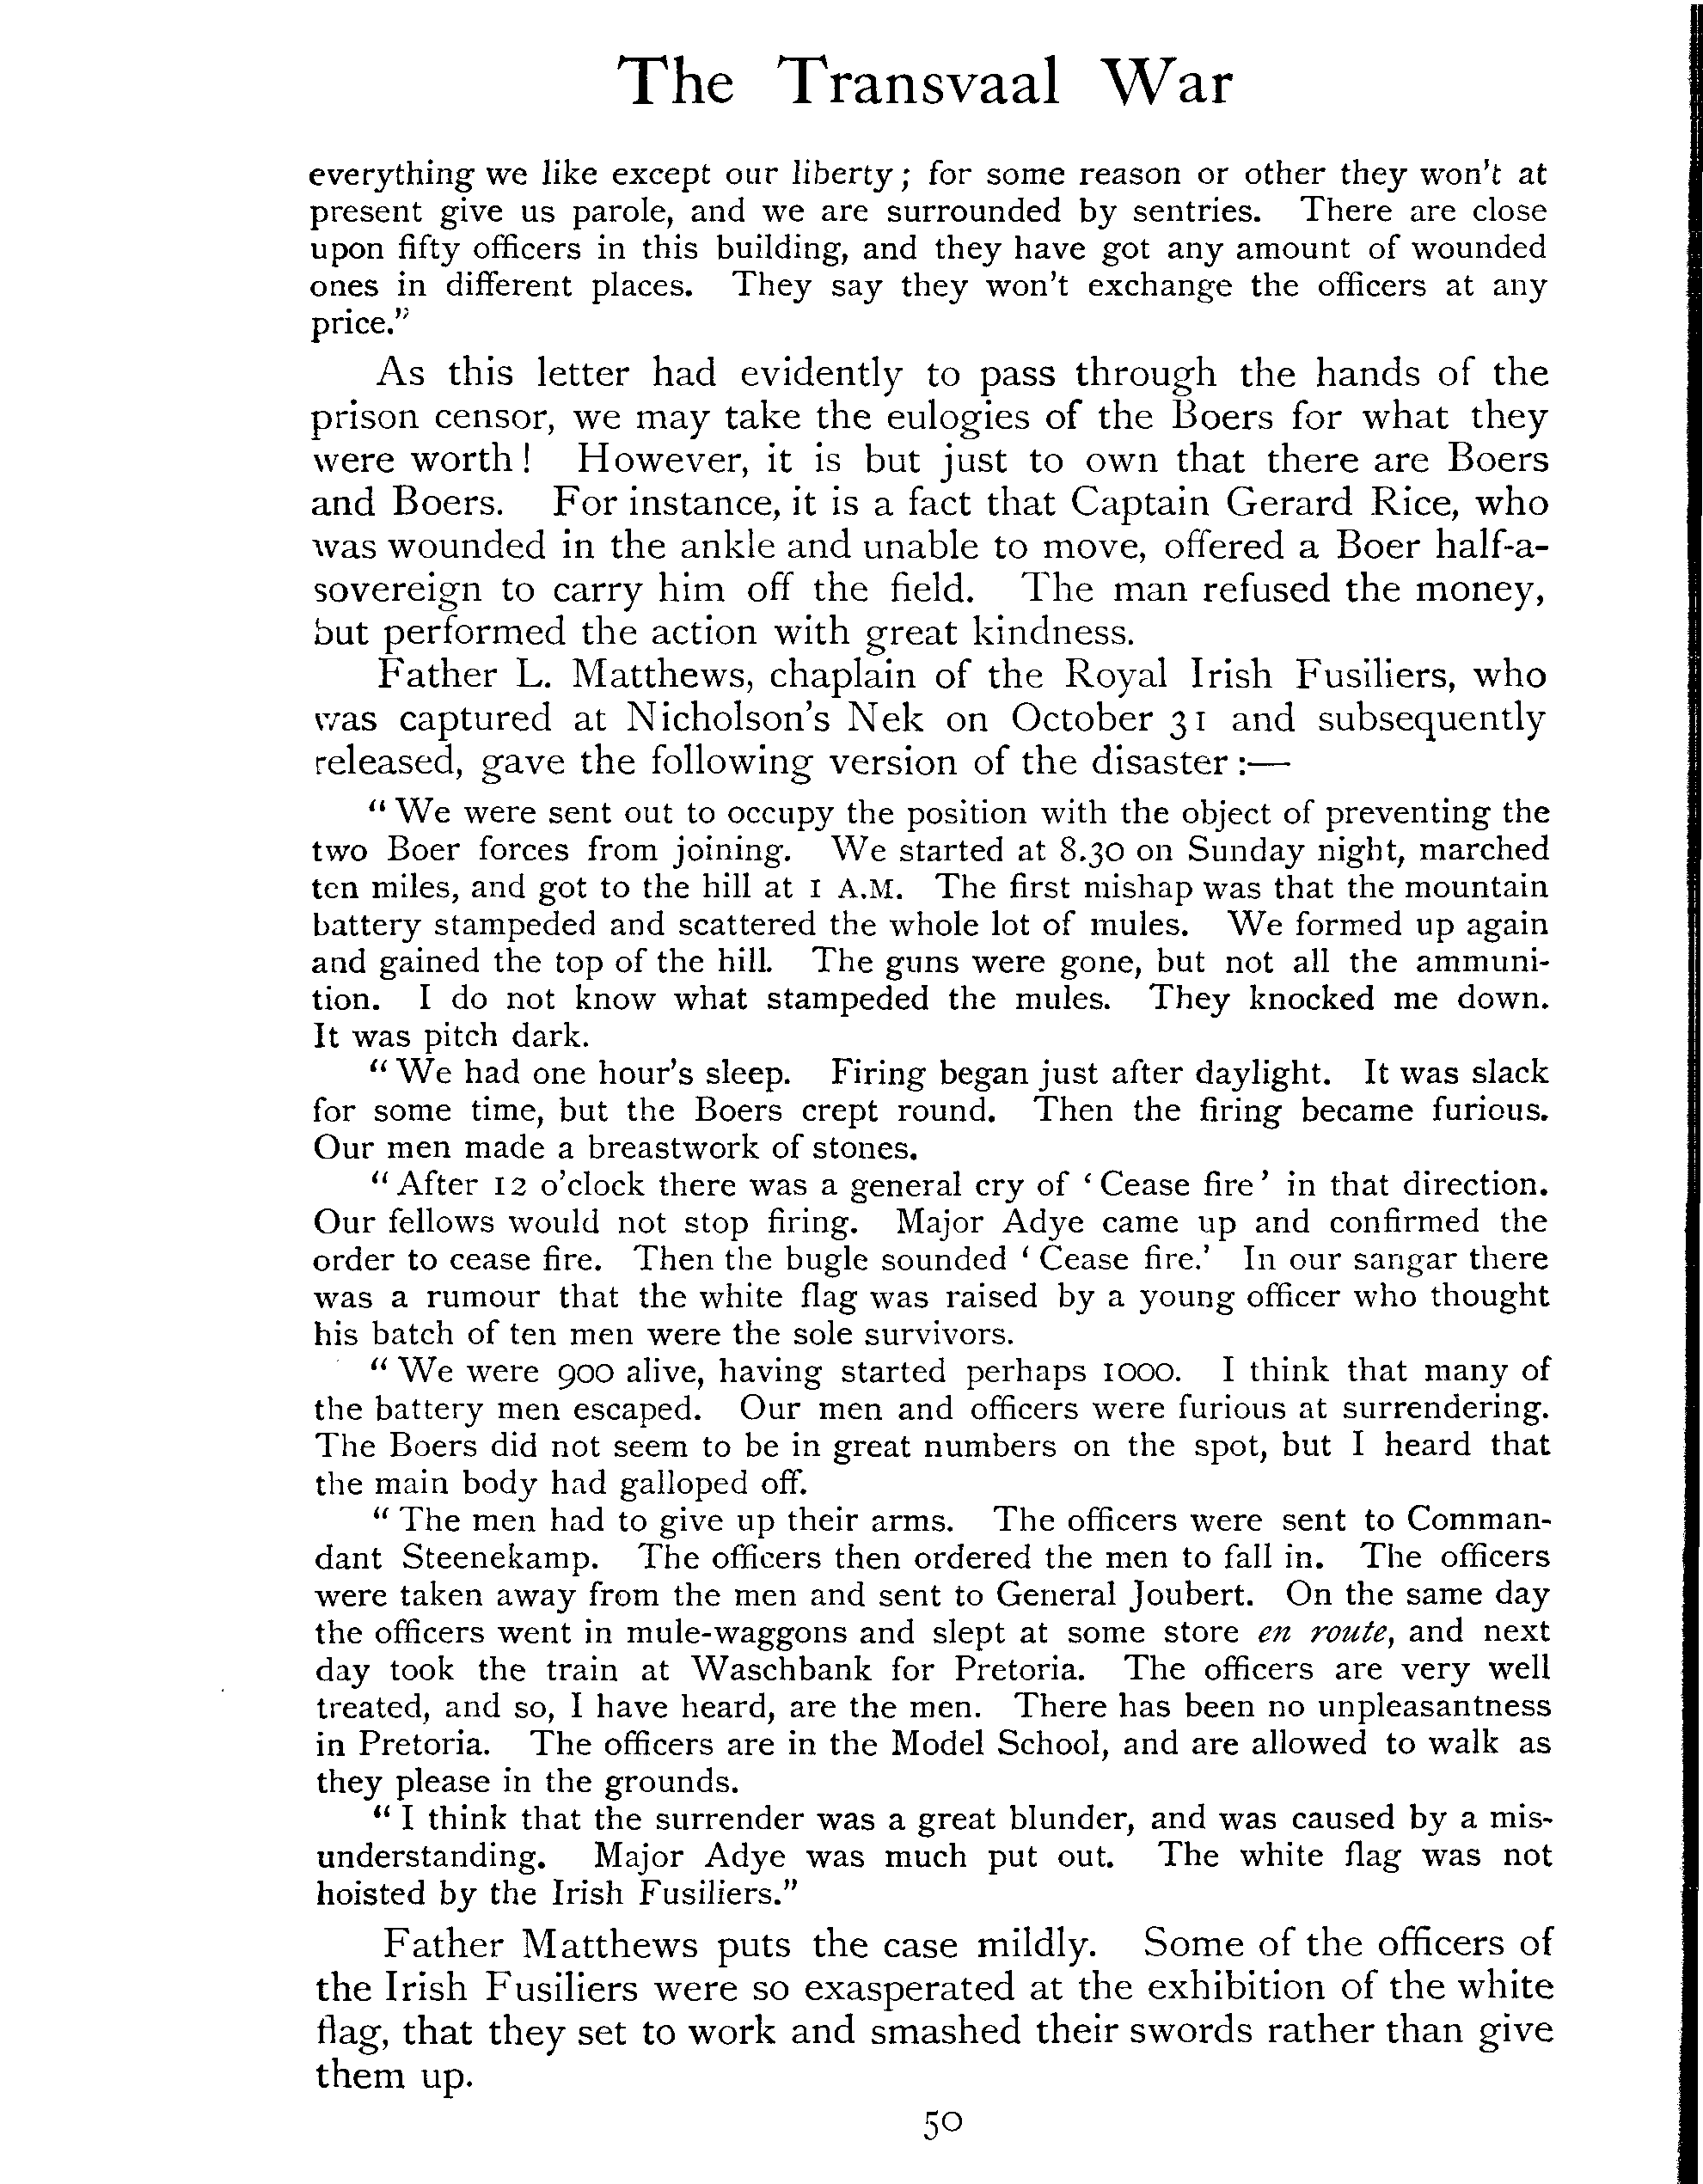 The Transvaal War
everything we like except our liberty; for some reason or other they won't at
present give us parole, and we are surrounded by sentries. There are close
upon fifty officers in this building, and they have got any amount of wounded
ones in different places. They say they won't exchange the officers at any
price."
As this letter had evidently to pass through the hands of the
prison censor, we may take the eulogies of the Boers for what they
were worth! However, it is but just to own that there are Boers
and Boers. For instance, it is a fact that Captain Gerard Rice, who
was wounded in the ankle and unable to move, offered a Boer half-a-
sovereign to carry him off the field. The man refused the money,
but performed the action with great kindness.
Father L. Matthews, chaplain of the Royal Irish Fusiliers, who
was captured at Nicholson's Nek on October 31 and subsequently
released, gave the following version of the disaster:—
"We were sent out to occupy the position with the object of preventing the
two Boer forces from joining. We started at 8.30 on Sunday night, marched
ten miles, and got to the hill at 1 A.M. The first mishap was that the mountain
battery stampeded and scattered the whole lot of mules. We formed up again
and gained the top of the hill. The guns were gone, but not all the ammuni-
tion. I do not know what stampeded the mules. They knocked me down.
It was pitch dark.
"We had one hour's sleep. Firing began just after daylight. It was slack
for some time, but the Boers crept round. Then the firing became furious.
Our men made a breastwork of stones.
"After 12 o'clock there was a general cry of 'Cease fire' in that direction.
Our fellows would not stop firing. Major Adye came up and confirmed the
order to cease fire. Then the bugle sounded 'Cease fire.' In our sangar there
was a rumour that the white flag was raised by a young officer who thought
his batch of ten men were the sole survivors.
"We were 900 alive, having started perhaps 1000. I think that many of
the battery men escaped. Our men and officers were furious at surrendering.
The Boers did not seem to be in great numbers on the spot, but I heard that
the main body had galloped off.
"The men had to give up their arms. The officers were sent to Comman-
dant Steenekamp. The officers then ordered the men to fall in. The officers
were taken away from the men and sent to General Joubert. On the same day
the officers went in mule-waggons and slept at some store en route, and next
day took the train at Waschbank for Pretoria. The officers are very well
treated, and so, I have heard, are the men. There has been no unpleasantness
in Pretoria. The officers are in the Model School, and are allowed to walk as
they please in the grounds.
"I think that the surrender was a great blunder, and was caused by a mis-
understanding. Major Adye was much put out. The white flag was not
hoisted by the Irish Fusiliers."
Father Matthews puts the case mildly. Some of the officers of
the Irish Fusiliers were so exasperated at the exhibition of the white
flag, that they set to work and smashed their swords rather than give
them up.
50